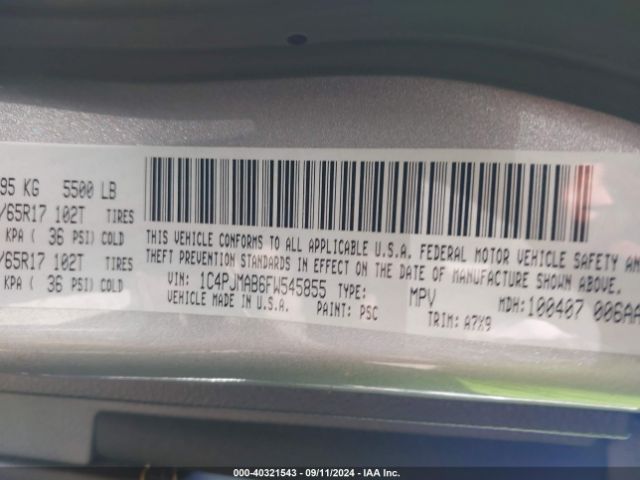 95 KG 5500 LB
/65R17 102T TIRES
KPA ( 36 PSI) COLD
/65R17 102T TIRES
KPA ( 36 PSI) COLD
THIS VEHICLE CONFORMS TO ALL APPLICABLE U.S.A. FEDERAL MOTOR VEHICLE SAFETY AN
THEFT PREVENTION STANDARDS IN EFFECT ON THE DATE OF MANUFACTURE SHOWN ABOVE.
VIN: 1C4PJMAB6FW545855 TYPE: MPV MDH:100407 006AA
VEHICLE MADE IN U.S.A. PAINT: PSC TRIM: A7X9
000-40321543 - 09/11/2024 - IAA Inc.